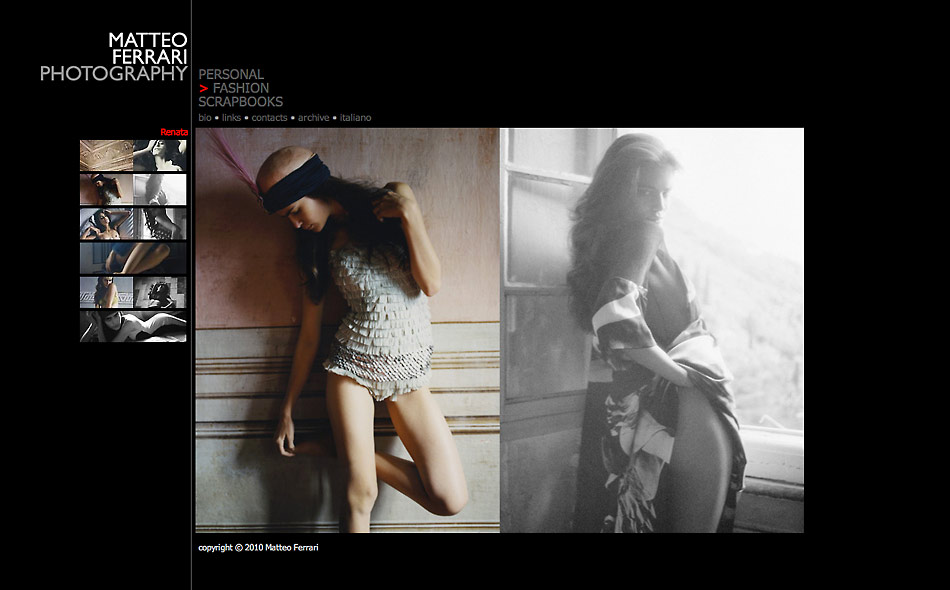 MATTEO
FERRARI
PHOTOGRAPHY
PERSONAL
> FASHION
SCRAPBOOKS
bio • links • contacts • archive • italiano
Renata
copyright © 2010 Matteo Ferrari